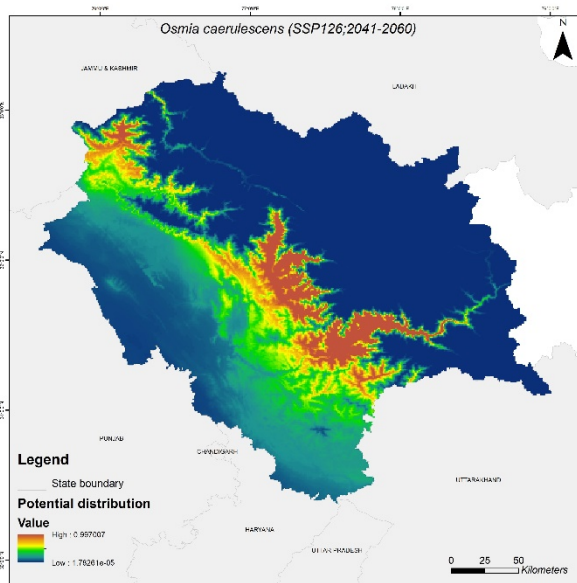 Osmia caerulescens (SSP126;2041-2060)
N
JAMMU & KASHMIR
LADAKH
PUNJAB
CHANDIGARH
UTTARAKHAND
HARYANA
UTTAR PRADESH
Legend
State boundary
Potential distribution
Value
High : 0.997007
Low : 1.78261e-05
0 25 50
Kilometers